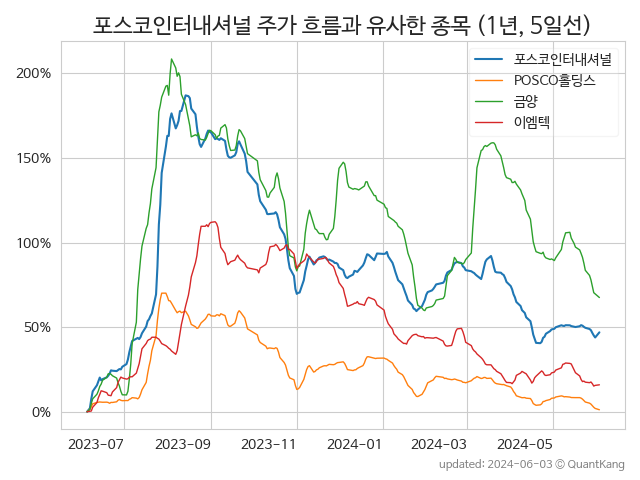 포스코인터내셔널 주가 흐름과 유사한 종목 (1년, 5일선)
포스코인터내셔널
POSCO홀딩스
금양
이엠텍
200%
150%
100%
50%
0%
2023-07 2023-09 2023-11 2024-01 2024-03 2024-05
updated: 2024-06-03 ⓒ QuantKang